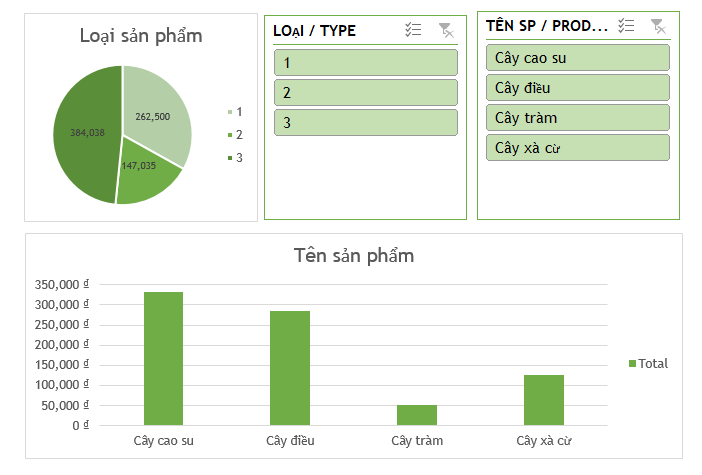 Loại sản phẩm
262,500
384,038
147,035
1
2
3
LOẠI / TYPE
1
2
3
TÊN SP / PROD...
Cây cao su
Cây điều
Cây tràm
Cây xà cừ
Tên sản phẩm
350,000 ₫
300,000 ₫
250,000 ₫
200,000 ₫
150,000 ₫
100,000 ₫
50,000 ₫
0 ₫
Cây cao su
Cây điều
Cây tràm
Cây xà cừ
Total